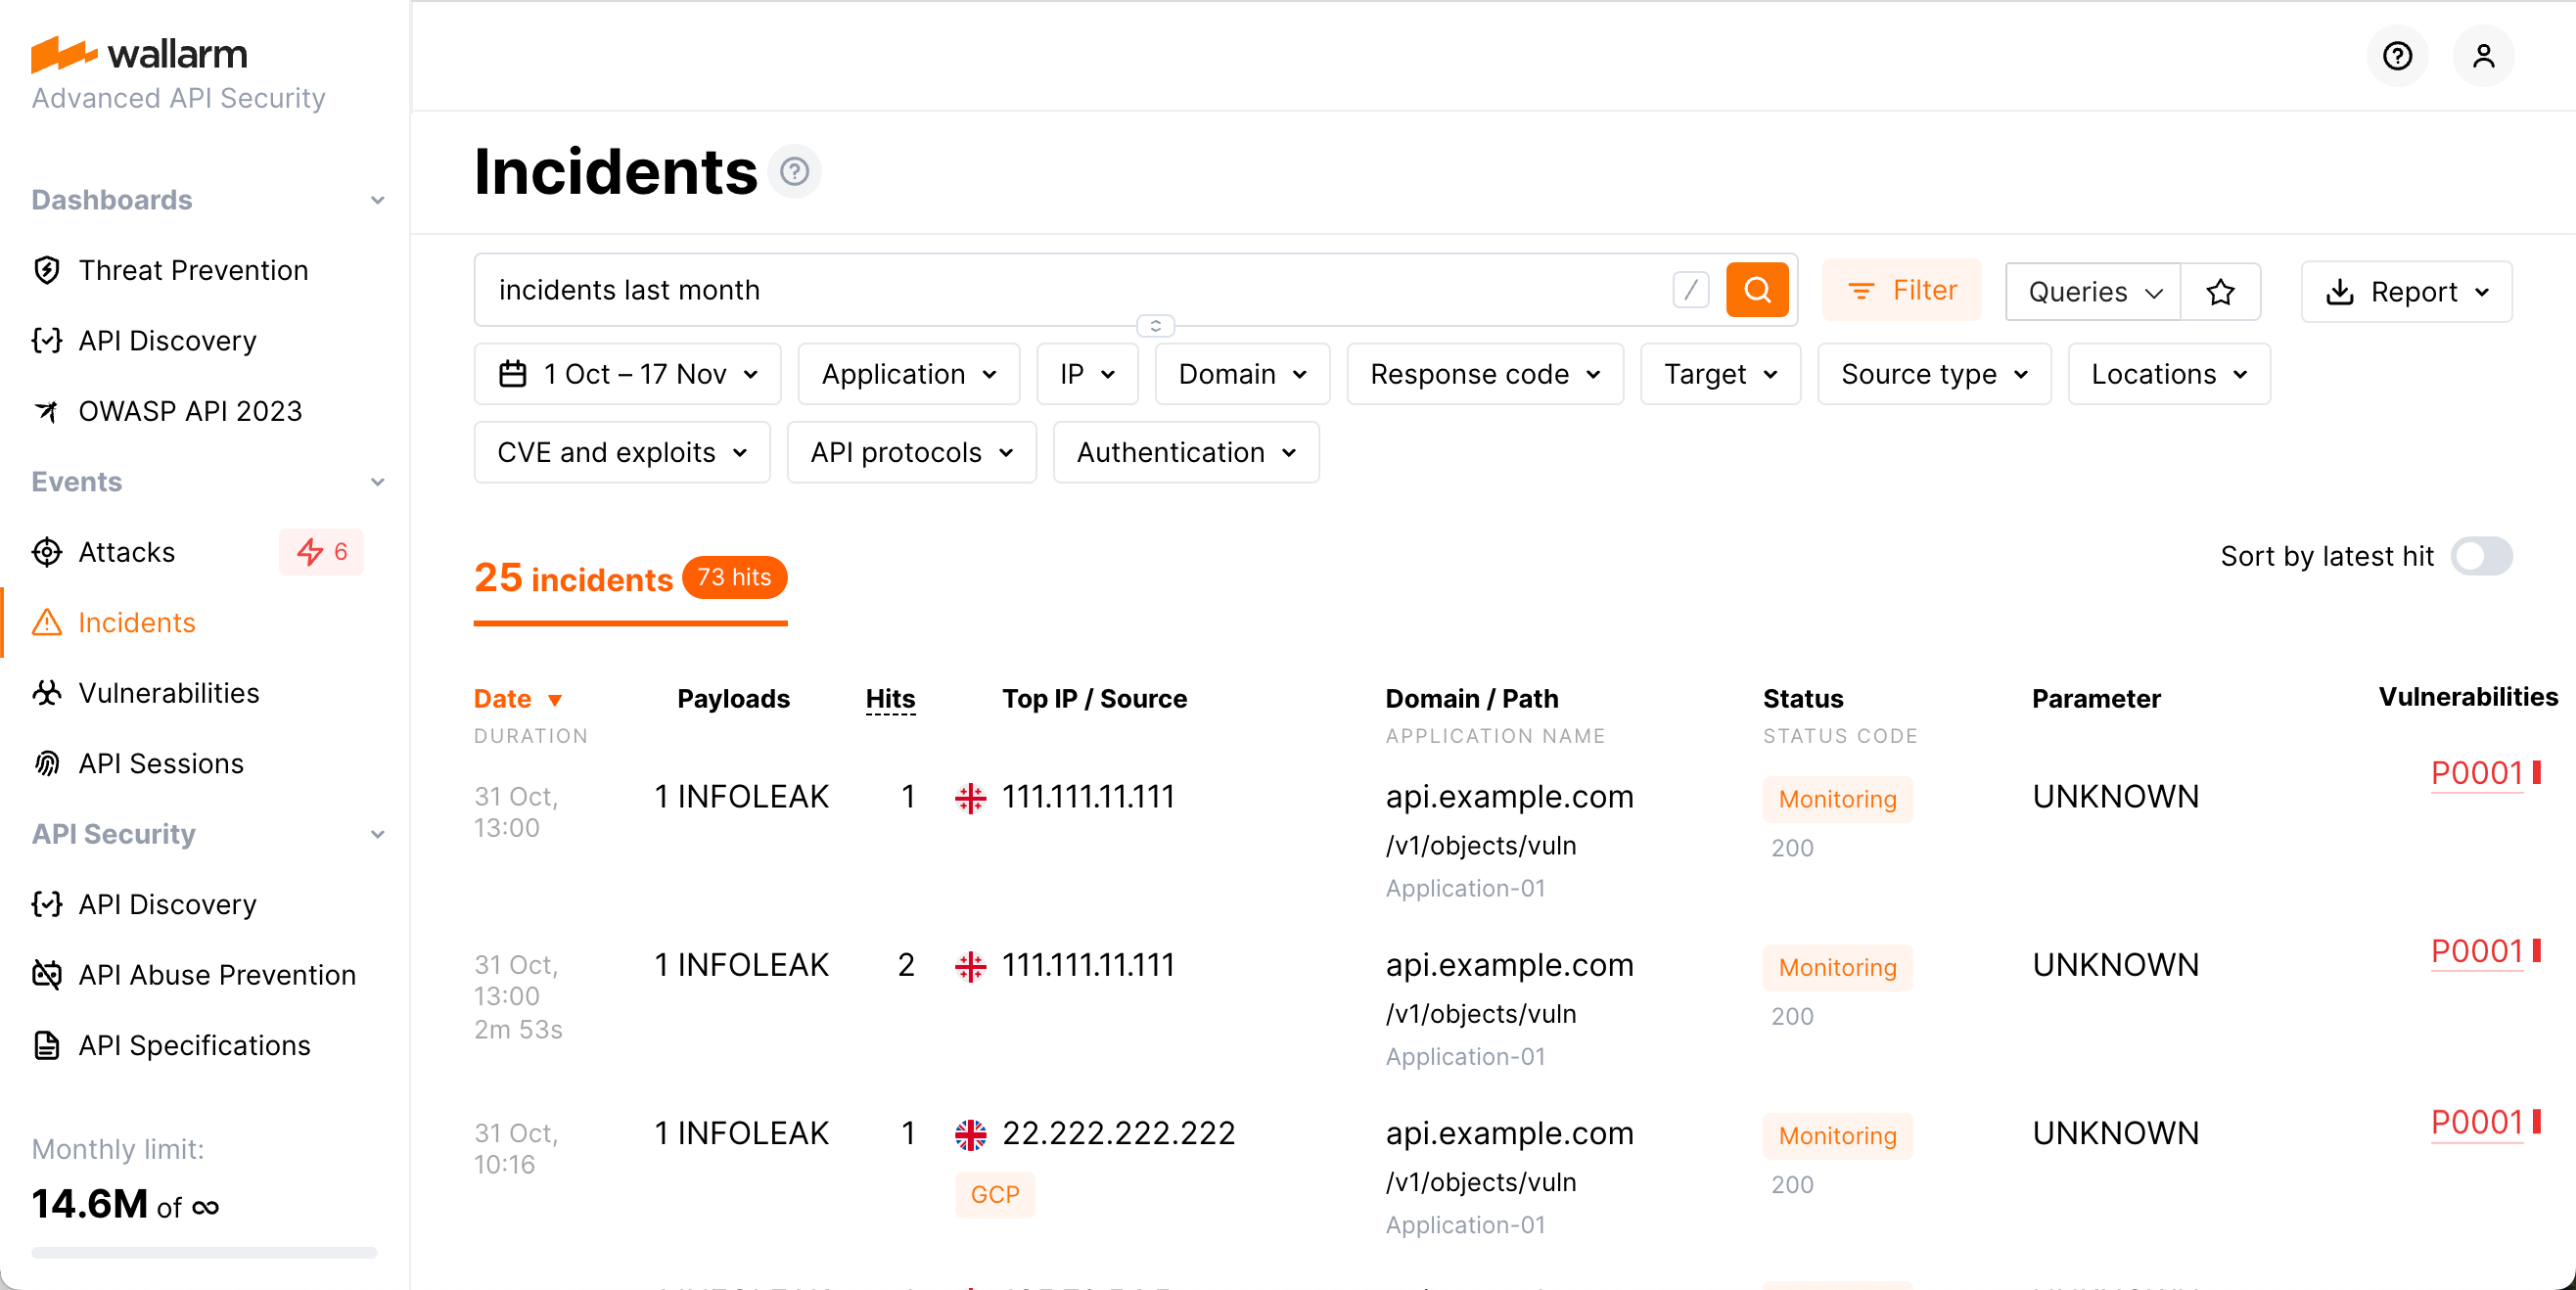 wallarm
Advanced API Security
Dashboards
Threat Prevention
API Discovery
OWASP API 2023
Events
Attacks 6
Incidents
Vulnerabilities
API Sessions
API Security
API Discovery
API Abuse Prevention
API Specifications
Monthly limit:
14.6M of ∞
Incidents ?
incidents last month /
Filter
Queries
Report
1 Oct – 17 Nov
Application
IP
Domain
Response code
Target
Source type
Locations
CVE and exploits
API protocols
Authentication
25 incidents 73 hits
Sort by latest hit
Date ▼ Payloads Hits Top IP / Source Domain / Path Status Parameter Vulnerabilities
DURATION APPLICATION NAME STATUS CODE
31 Oct, 1 INFOLEAK 1 111.111.11.111 api.example.com Monitoring UNKNOWN P0001
13:00 /v1/objects/vuln 200
Application-01
31 Oct, 1 INFOLEAK 2 111.111.11.111 api.example.com Monitoring UNKNOWN P0001
13:00 /v1/objects/vuln 200
2m 53s Application-01
31 Oct, 1 INFOLEAK 1 22.222.222.222 api.example.com Monitoring UNKNOWN P0001
10:16 GCP /v1/objects/vuln 200
Application-01